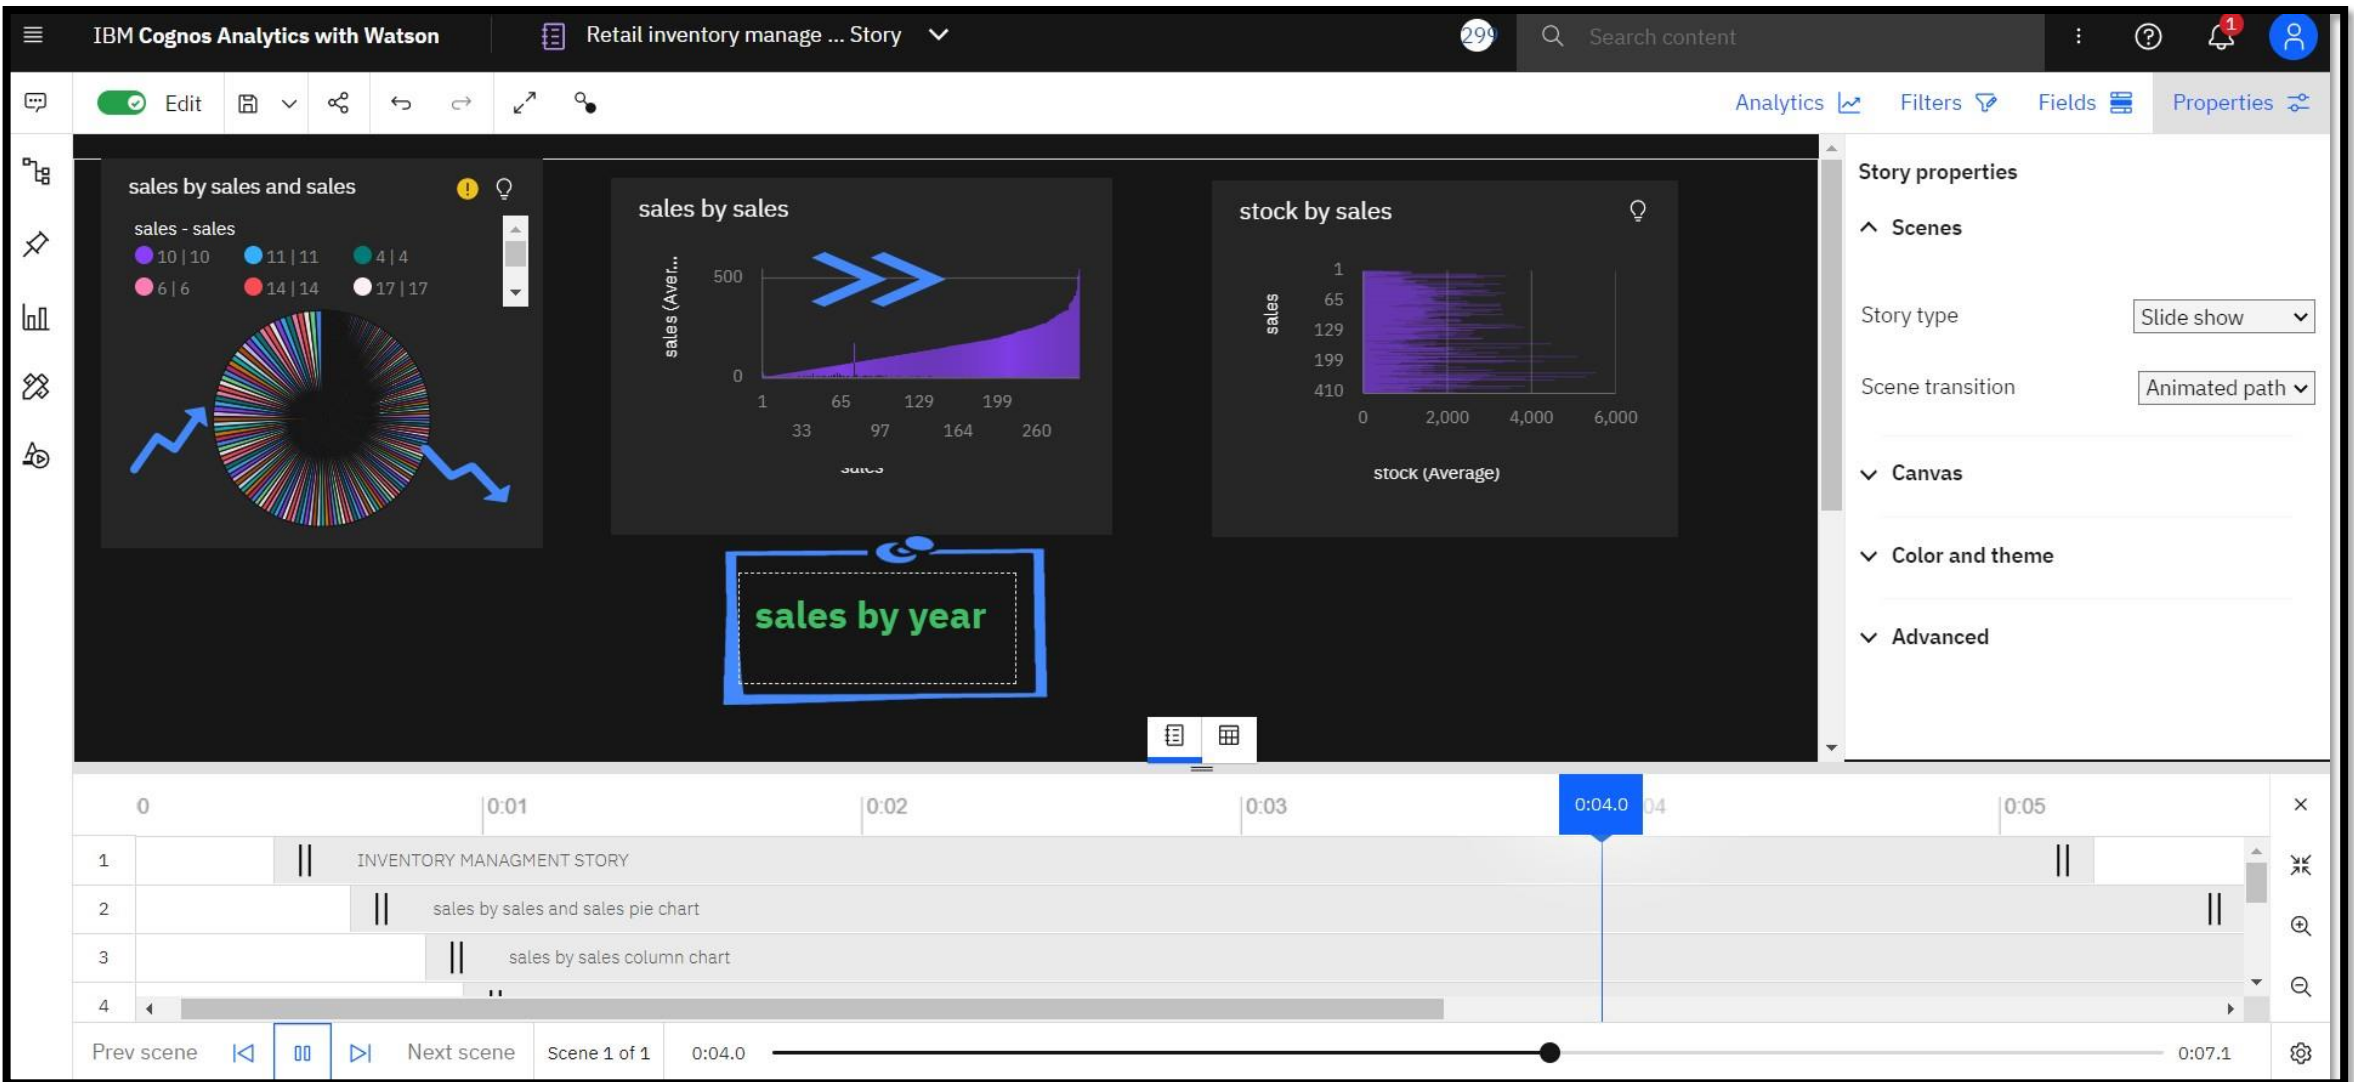 IBM Cognos Analytics with Watson
Retail inventory manage ... Story
299
Search content
1
Edit
Analytics
Filters
Fields
Properties
sales by sales and sales
sales - sales
10 | 10
11 | 11
4 | 4
6 | 6
14 | 14
17 | 17
sales by sales
sales (Aver...
500
0
1
65
129
199
33
97
164
260
sales
stock by sales
sales
1
65
129
199
410
0
2,000
4,000
6,000
stock (Average)
sales by year
Story properties
Scenes
Story type
Slide show
Scene transition
Animated path
Canvas
Color and theme
Advanced
0
0:01
0:02
0:03
0:04.0
04
0:05
1
INVENTORY MANAGMENT STORY
2
sales by sales and sales pie chart
3
sales by sales column chart
4
Prev scene
Next scene
Scene 1 of 1
0:04.0
0:07.1